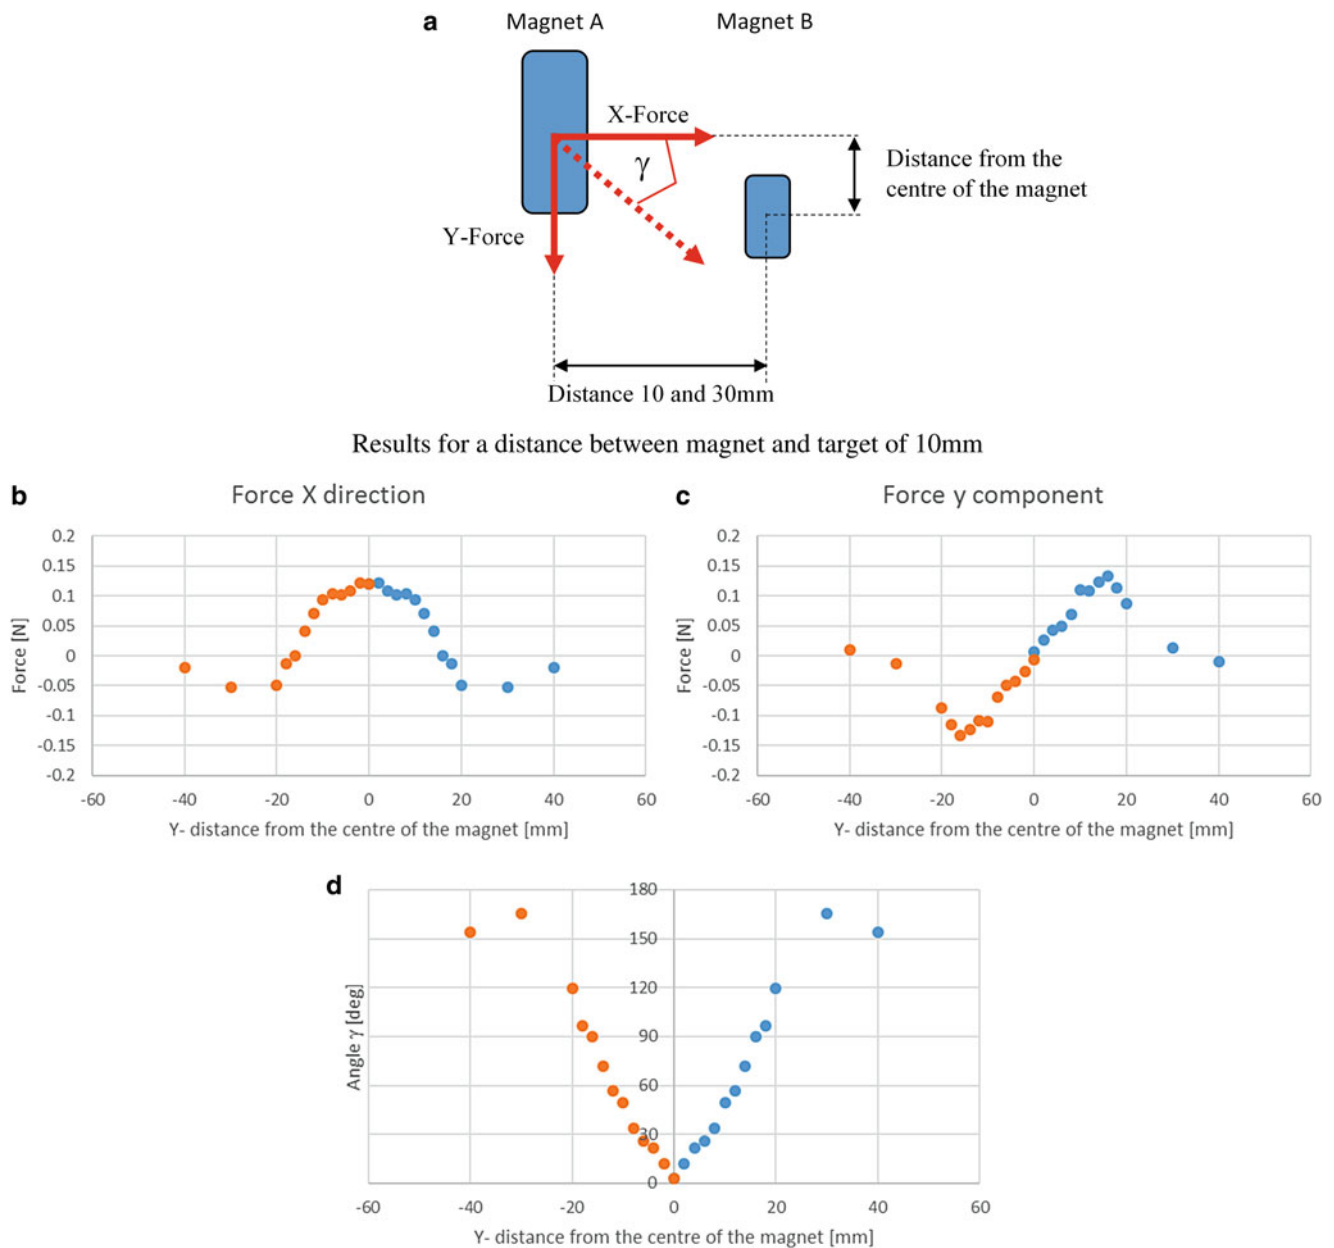 a
Magnet A
Magnet B
X-Force
γ
Y-Force
Distance from the
centre of the magnet
Distance 10 and 30mm
Results for a distance between magnet and target of 10mm
b
Force X direction
Force [N]
0.2
0.15
0.1
0.05
0
-0.05
-0.1
-0.15
-0.2
-60 -40 -20 0 20 40 60
Y- distance from the centre of the magnet [mm]
c
Force y component
Force [N]
0.2
0.15
0.1
0.05
0
-0.05
-0.1
-0.15
-0.2
-60 -40 -20 0 20 40 60
Y- distance from the centre of the magnet [mm]
d
Angle γ [deg]
180
150
120
90
60
30
0
-60 -40 -20 0 20 40 60
Y- distance from the centre of the magnet [mm]